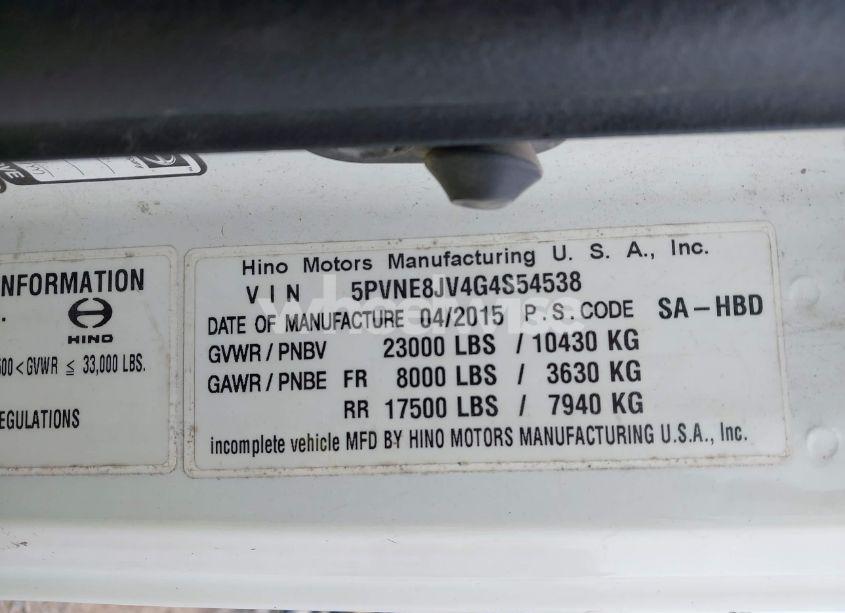 NFORMATION
HINO
00 < GVWR ≤ 33,000 LBS.
EGULATIONS
Hino Motors Manufacturing U. S. A., Inc.
VIN 5PVNE8JV4G4S54538
DATE OF MANUFACTURE 04/2015 P. S. CODE SA-HBD
GVWR / PNBV 23000 LBS / 10430 KG
GAWR / PNBE FR 8000 LBS / 3630 KG
RR 17500 LBS / 7940 KG
incomplete vehicle MFD BY HINO MOTORS MANUFACTURING U.S.A., Inc.